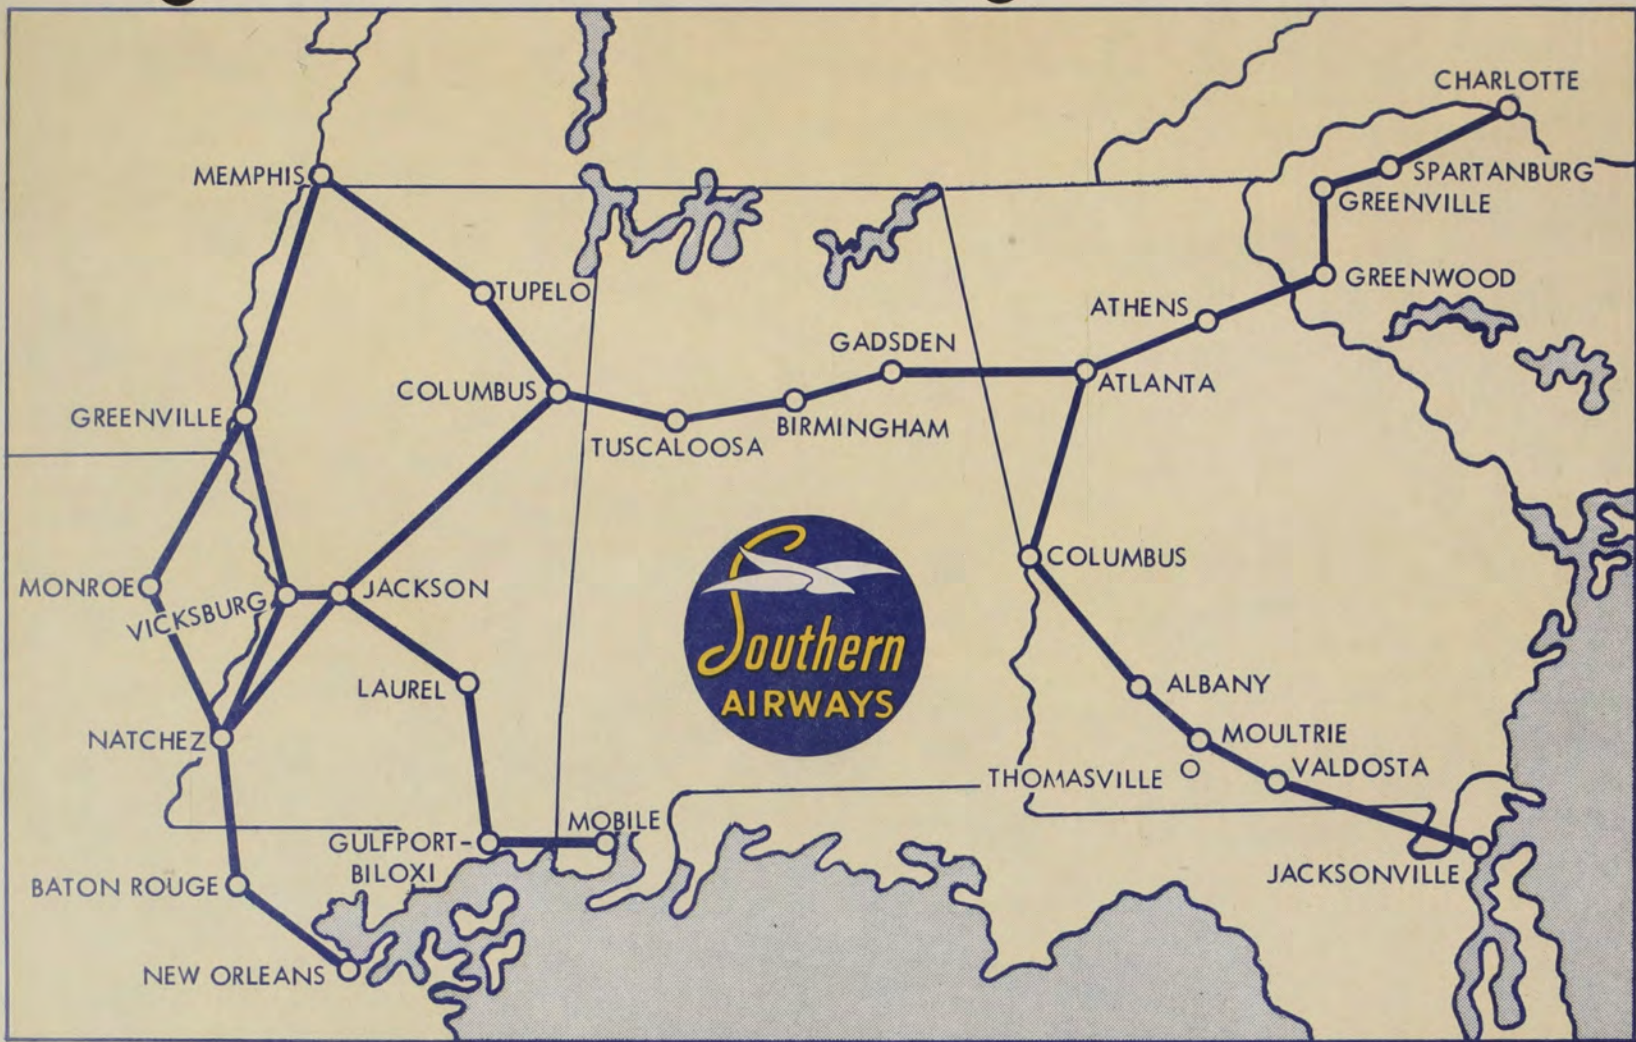 CHARLOTTE
SPARTANBURG
GREENVILLE
MEMPHIS
GREENWOOD
TUPELO
ATHENS
GADSDEN
COLUMBUS
ATLANTA
GREENVILLE
BIRMINGHAM
TUSCALOOSA
COLUMBUS
MONROE
JACKSON
VICKSBURG
Southern
AIRWAYS
LAUREL
ALBANY
NATCHEZ
MOULTRIE
THOMASVILLE
VALDOSTA
MOBILE
GULFPORT-
BILOXI
JACKSONVILLE
BATON ROUGE
NEW ORLEANS